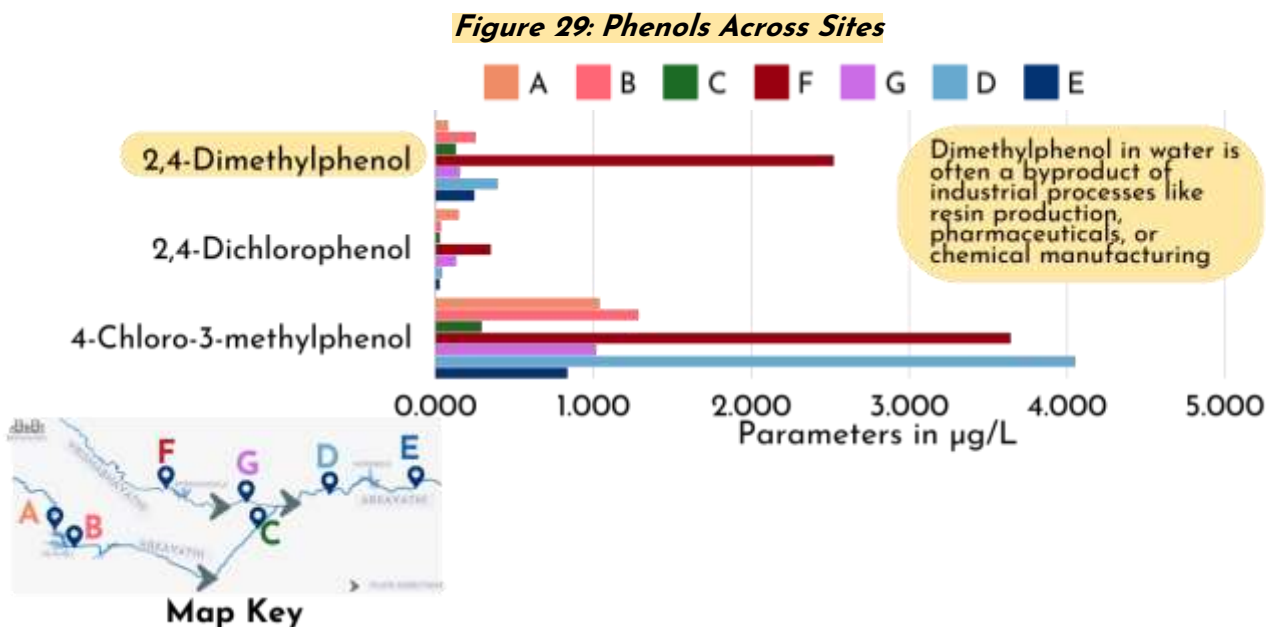 Figure 29: Phenols Across Sites
A B C F G D E
2,4-Dimethylphenol
2,4-Dichlorophenol
4-Chloro-3-methylphenol
Dimethylphenol in water is
often a byproduct of
industrial processes like
resin production,
pharmaceuticals, or
chemical manufacturing
0.000 1.000 2.000 3.000 4.000 5.000
Parameters in µg/L
F
G
D
E
A
B
C
ARKAVATHI
ARKAVATHI
Map Key